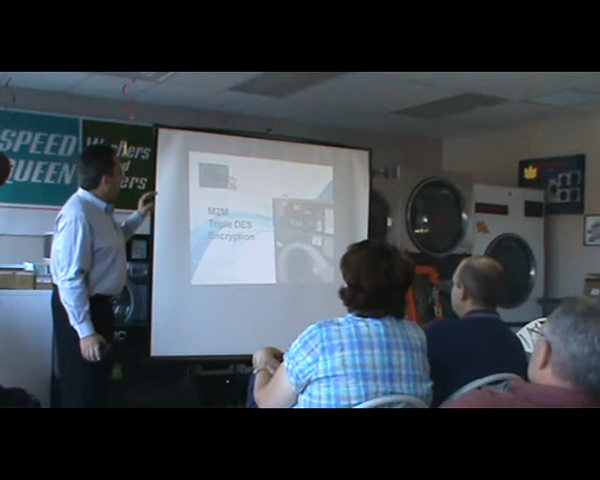 SPEED
QUEEN
Washers
and
Dryers
M2M
Triple DES
Encryption